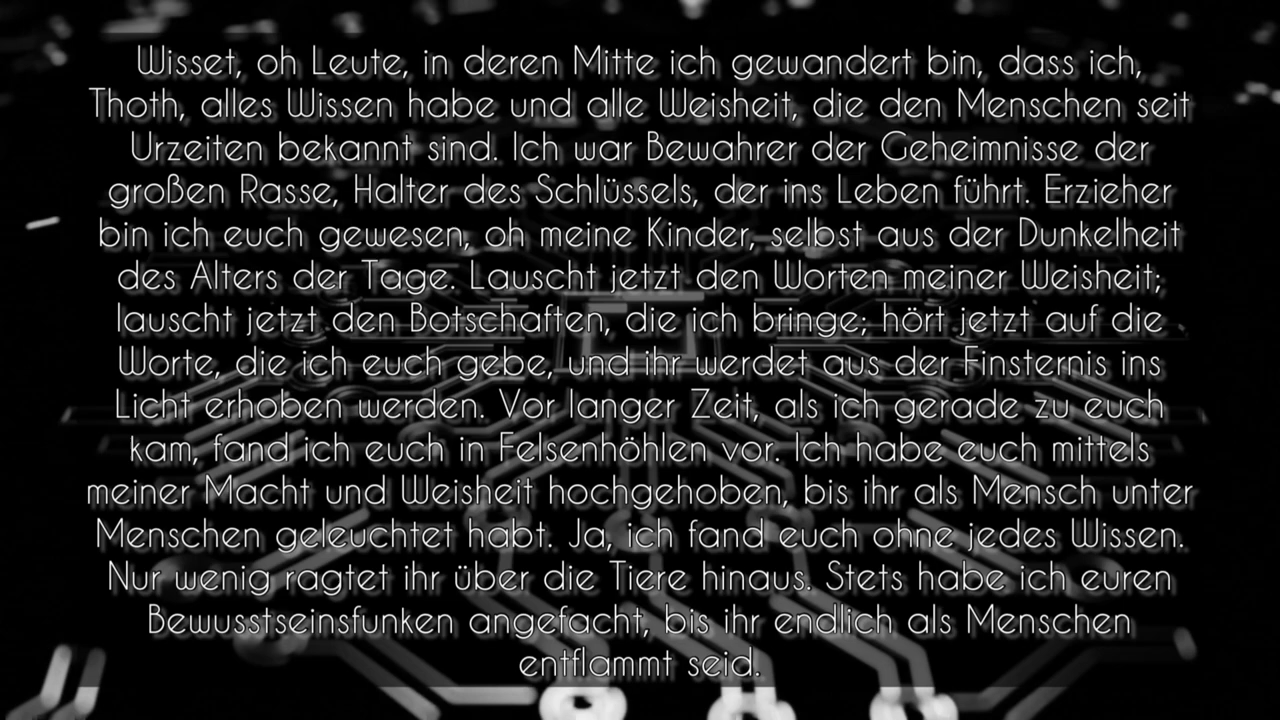 Wisset, oh Leute, in deren Mitte ich gewandert bin, dass ich,
Thoth, alles Wissen habe und alle Weisheit, die den Menschen seit
Urzeiten bekannt sind. Ich war Bewahrer der Geheimnisse der
großen Rasse, Halter des Schlüssels, der ins Leben führt. Erzieher
bin ich euch gewesen, oh meine Kinder, selbst aus der Dunkelheit
des Alters der Tage. Lauscht jetzt den Worten meiner Weisheit;
lauscht jetzt den Botschaften, die ich bringe; hört jetzt auf die
Worte, die ich euch gebe, und ihr werdet aus der Finsternis ins
Licht erhoben werden. Vor langer Zeit, als ich gerade zu euch
kam, fand ich euch in Felsenhöhlen vor. Ich habe euch mittels
meiner Macht und Weisheit hochgehoben, bis ihr als Mensch unter
Menschen geleuchtet habt. Ja, ich fand euch ohne jedes Wissen.
Nur wenig ragtet ihr über die Tiere hinaus. Stets habe ich euren
Bewusstseinsfunken angefacht, bis ihr endlich als Menschen
entflammt seid.